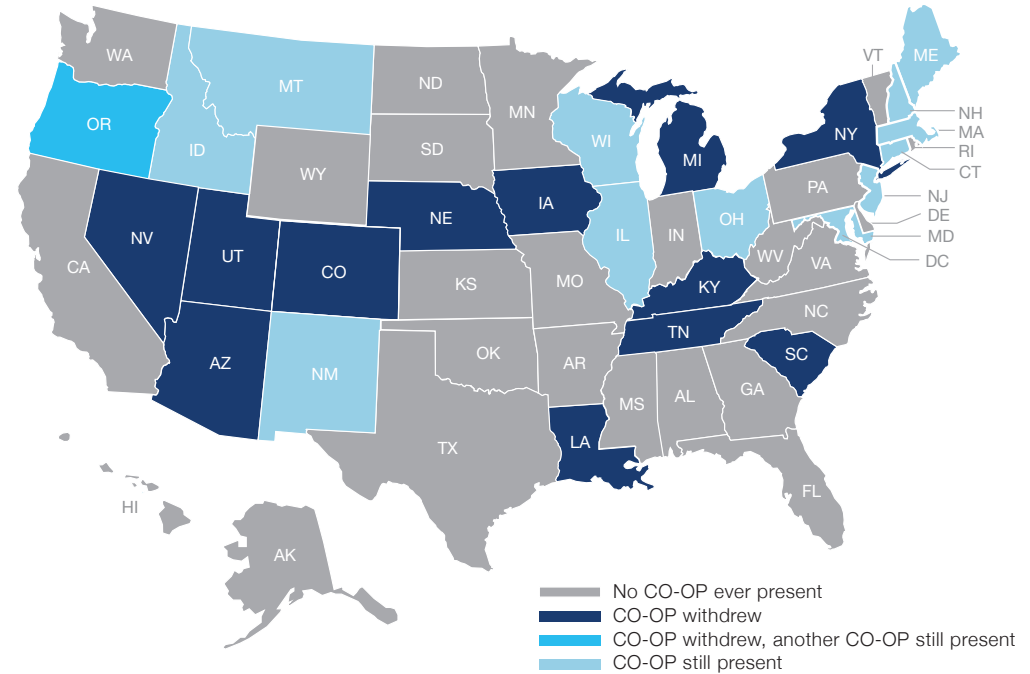 WA
MT
ND
MN
VT
ME
OR
ID
SD
WI
NY
NH
MA
RI
CT
WY
MI
PA
NJ
DE
MD
DC
NV
UT
CO
NE
IA
IL
IN
OH
WV
VA
CA
KS
MO
KY
NC
AZ
NM
OK
AR
TN
SC
MS
AL
GA
TX
LA
FL
HI
AK
No CO-OP ever present
CO-OP withdrew
CO-OP withdrew, another CO-OP still present
CO-OP still present